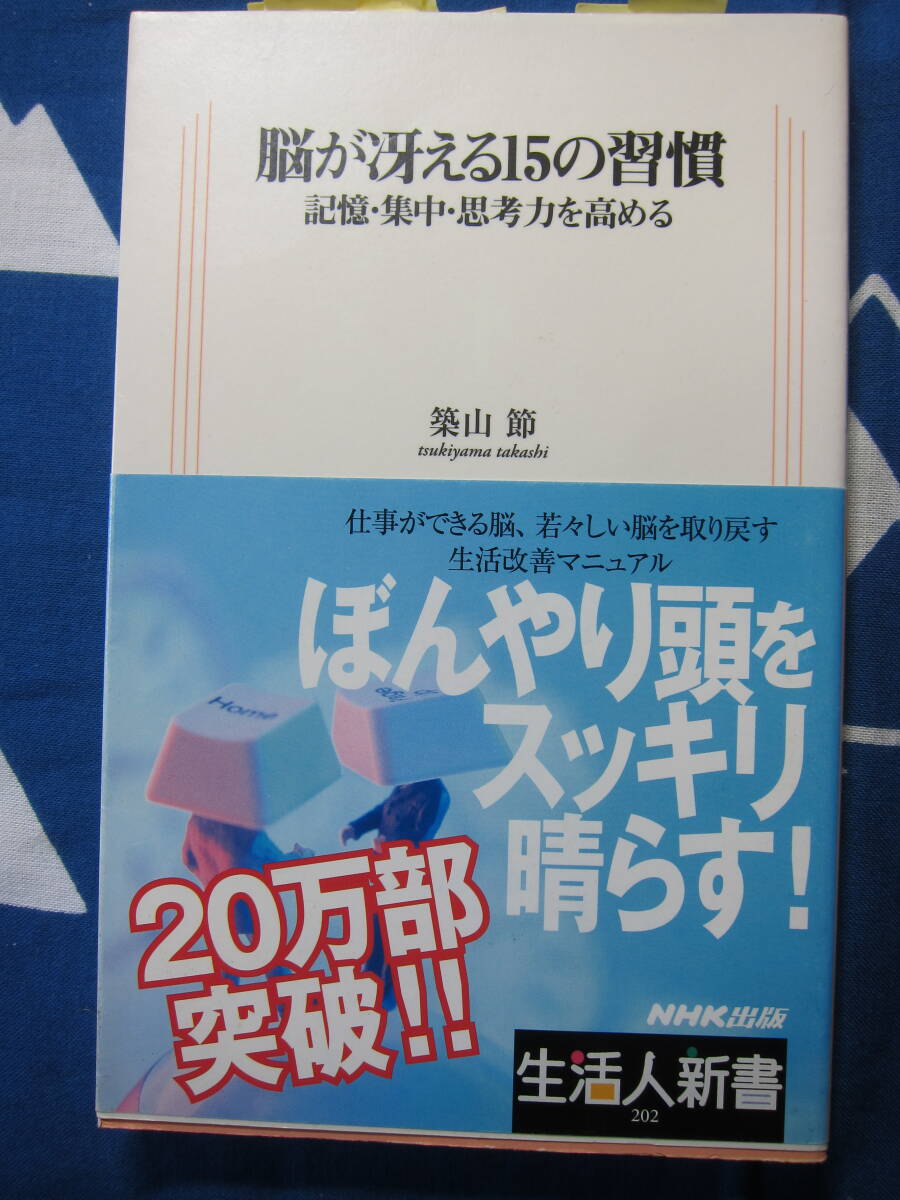 脳が冴える15の習慣
記憶・集中・思考力を高める
築山 節
tsukiyama takashi
仕事ができる脳、若々しい脳を取り戻す
生活改善マニュアル
ぼんやり頭を
スッキリ
晴らす!
Home
20万部
突破!!
NHK出版
生活人新書
202